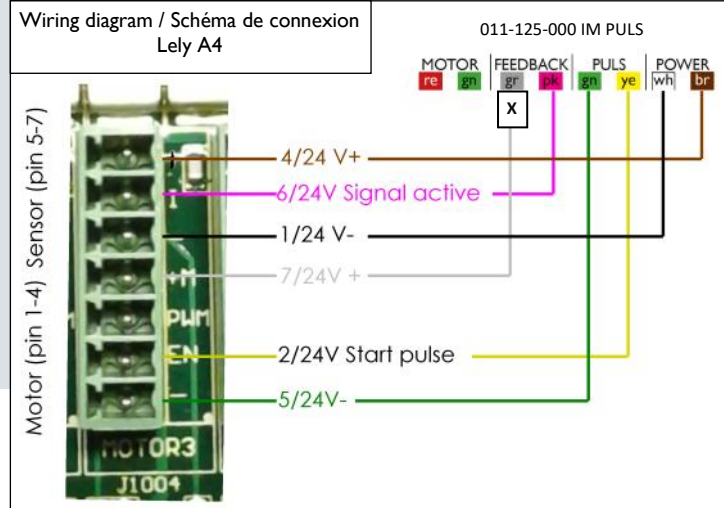 Wiring diagram / Schéma de connexion
Lely A4
011-125-000 IM PULS
MOTOR FEEDBACK PULS POWER
re gn gr pk gn ye wh br
X
Motor (pin 1-4) Sensor (pin 5-7)
4/24 V+
6/24V Signal active
1/24 V-
7/24V +
2/24V Start pulse
5/24V-
+
I
-
+M
PWM
EN
-
MOTOR3
J1004